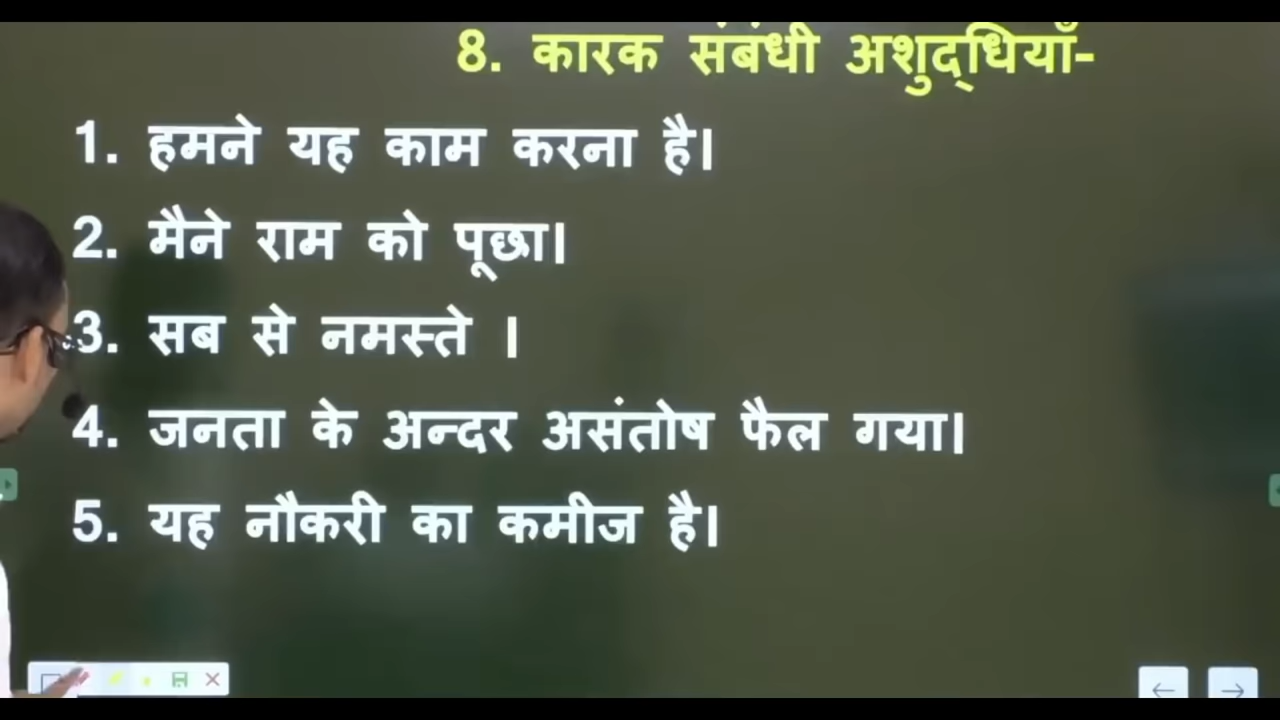 8. कारक संबंधी अशुद्धियाँ-
1. हमने यह काम करना है।
2. मैने राम को पूछा।
3. सब से नमस्ते ।
4. जनता के अन्दर असंतोष फैल गया।
5. यह नौकरी का कमीज है।